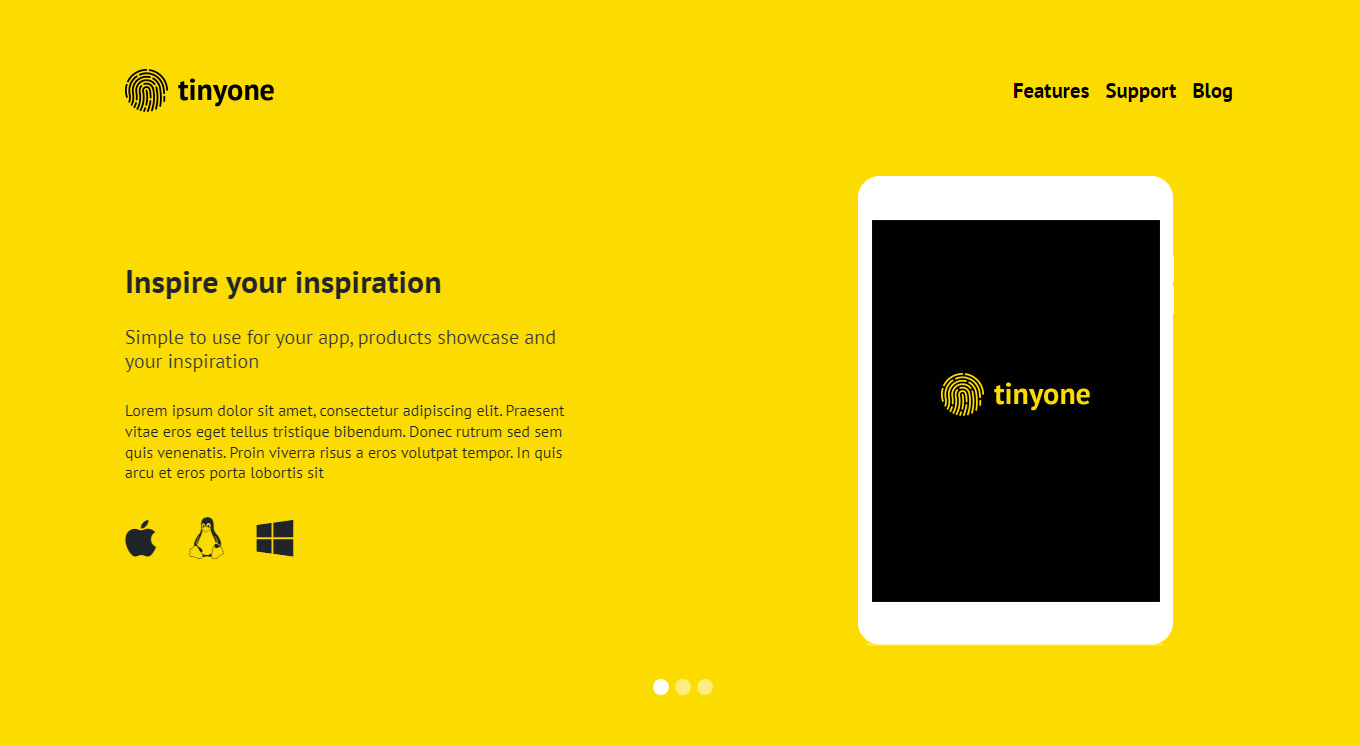 tinyone
Features Support Blog
Inspire your inspiration
Simple to use for your app, products showcase and
your inspiration
Lorem ipsum dolor sit amet, consectetur adipiscing elit. Praesent
vitae eros eget tellus tristique bibendum. Donec rutrum sed sem
quis venenatis. Proin viverra risus a eros volutpat tempor. In quis
arcu et eros porta lobortis sit
tinyone